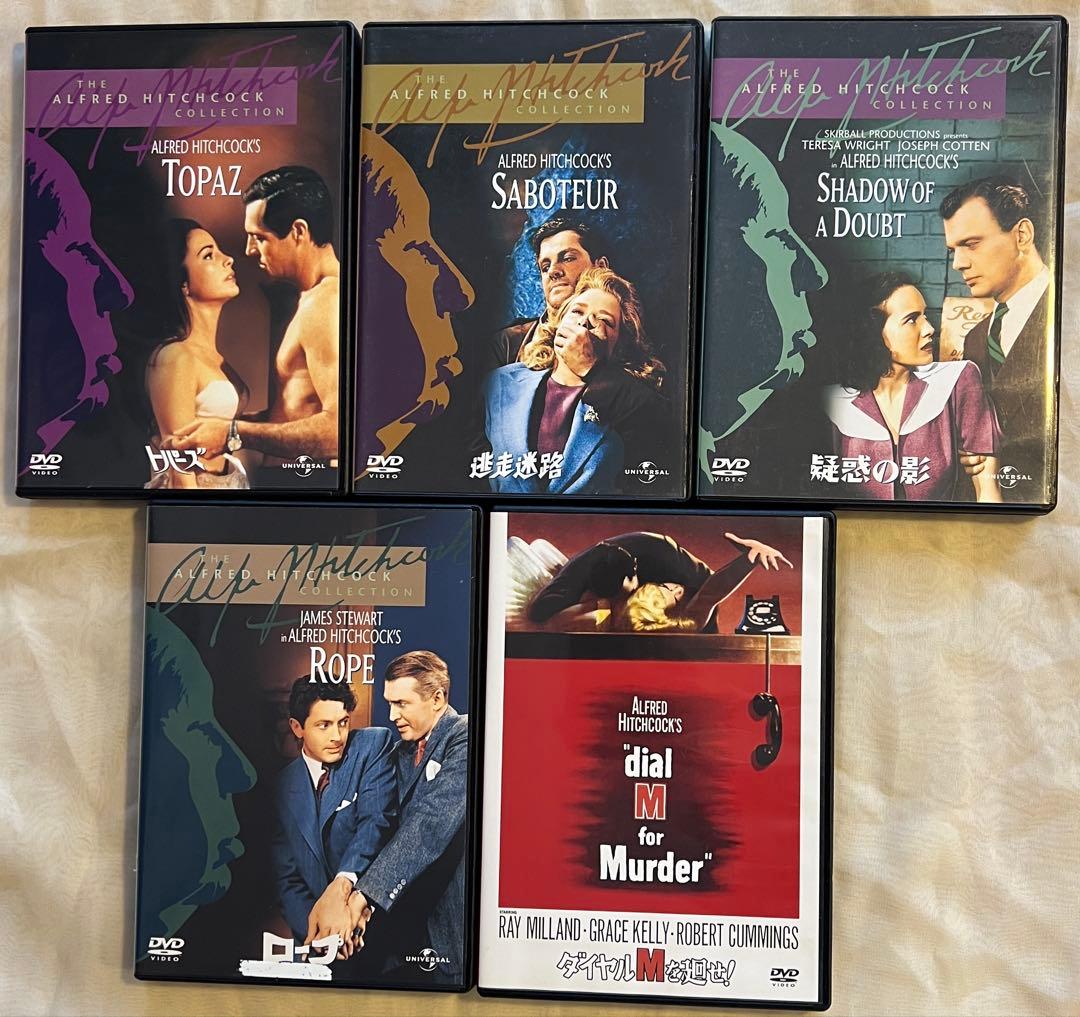 THE
ALFRED HITCHCOCK
COLLECTION
ALFRED HITCHCOCK'S
TOPAZ
DVD
VIDEO
トパーズ
UNIVERSAL
THE
ALFRED HITCHCOCK
COLLECTION
ALFRED HITCHCOCK'S
SABOTEUR
DVD
VIDEO
逃走迷路
UNIVERSAL
THE
ALFRED HITCHCOCK
COLLECTION
SKIRBALL PRODUCTIONS presents
TERESA WRIGHT JOSEPH COTTEN
in ALFRED HITCHCOCK'S
SHADOW OF
A DOUBT
DVD
VIDEO
疑惑の影
UNIVERSAL
THE
ALFRED HITCHCOCK
COLLECTION
JAMES STEWART
in ALFRED HITCHCOCK'S
ROPE
DVD
VIDEO
ロープ
UNIVERSAL
ALFRED
HITCHCOCK'S
"dial
M
for
Murder"
STARRING
RAY MILLAND·GRACE KELLY·ROBERT CUMMINGS
ダイヤルMを廻せ!
DVD
VIDEO